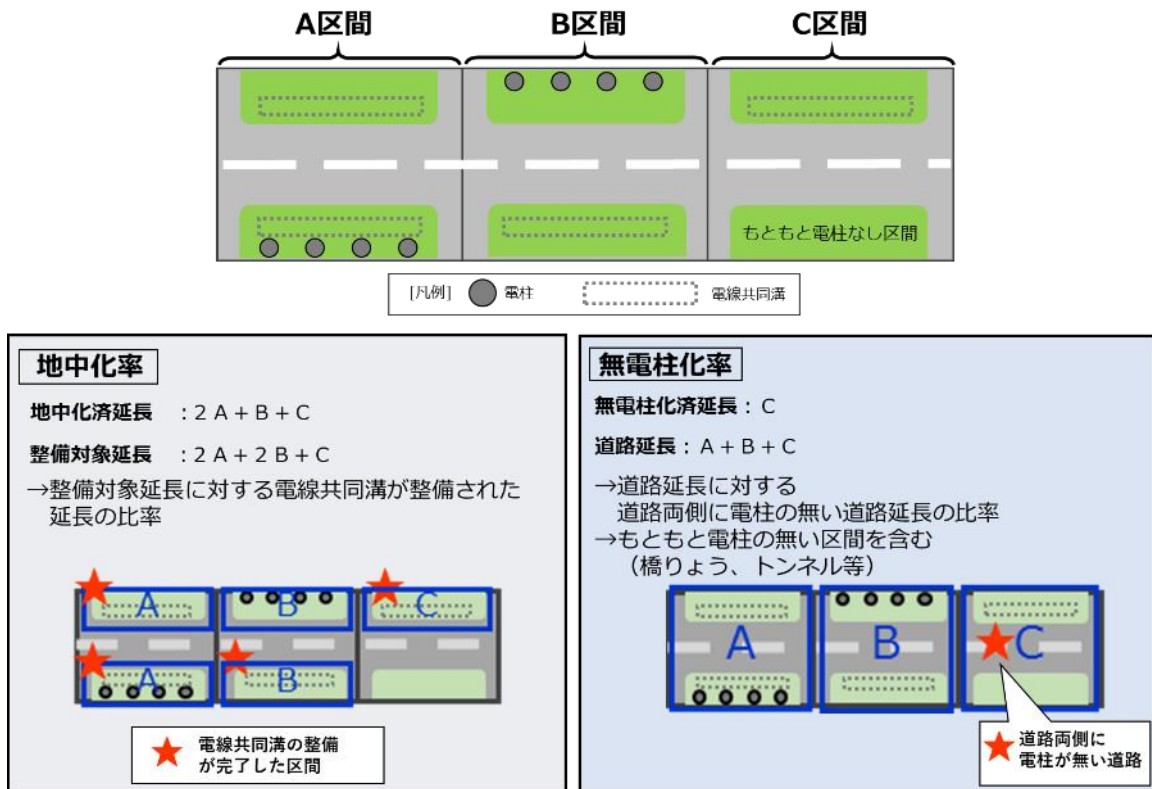 A区間
B区間
C区間
もともと電柱なし区間
[凡例] 電柱 電線共同溝
地中化率
地中化済延長 ：２Ａ＋Ｂ＋Ｃ
整備対象延長 ：２Ａ＋２Ｂ＋Ｃ
→整備対象延長に対する電線共同溝が整備された
延長の比率
A
B
C
A
B
電線共同溝の整備
が完了した区間
無電柱化率
無電柱化済延長：Ｃ
道路延長：Ａ＋Ｂ＋Ｃ
→道路延長に対する
道路両側に電柱の無い道路延長の比率
→もともと電柱の無い区間を含む
（橋りょう、トンネル等）
A
B
C
道路両側に
電柱が無い道路